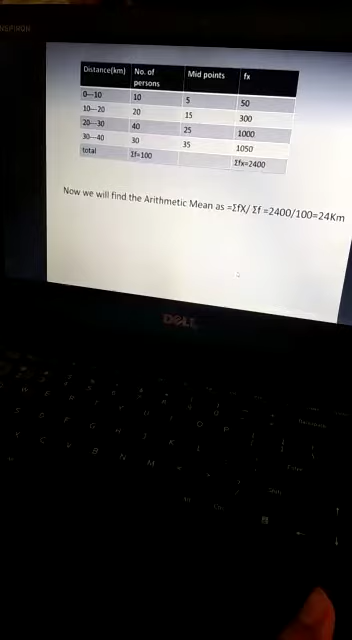 INSPIRON
Distance(km) No. of persons Mid points fx
0—10 10 5 50
10—20 20 15 300
20—30 40 25 1000
30—40 30 35 1050
total Σf=100 Σfx=2400
Now we will find the Arithmetic Mean as =ΣfX/ Σf =2400/100=24Km
DELL